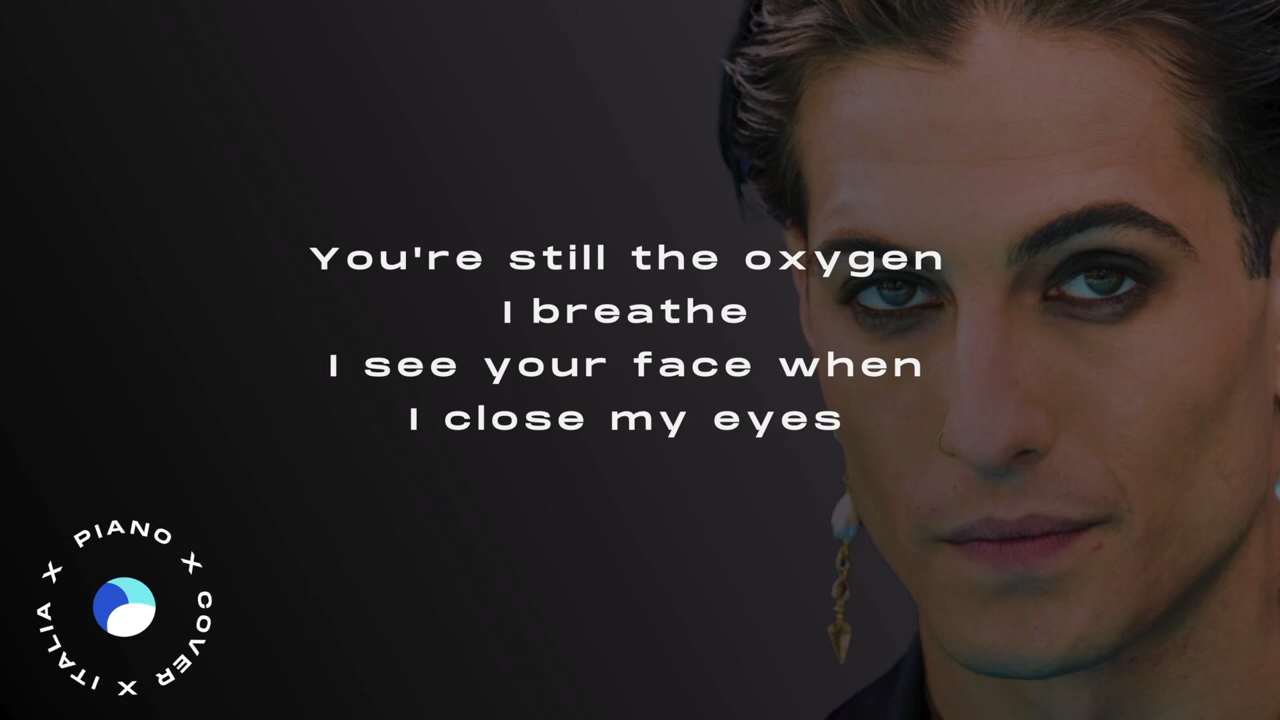 You're still the oxygen
I breathe
I see your face when
I close my eyes
PIANO X COVER X ITALIA X